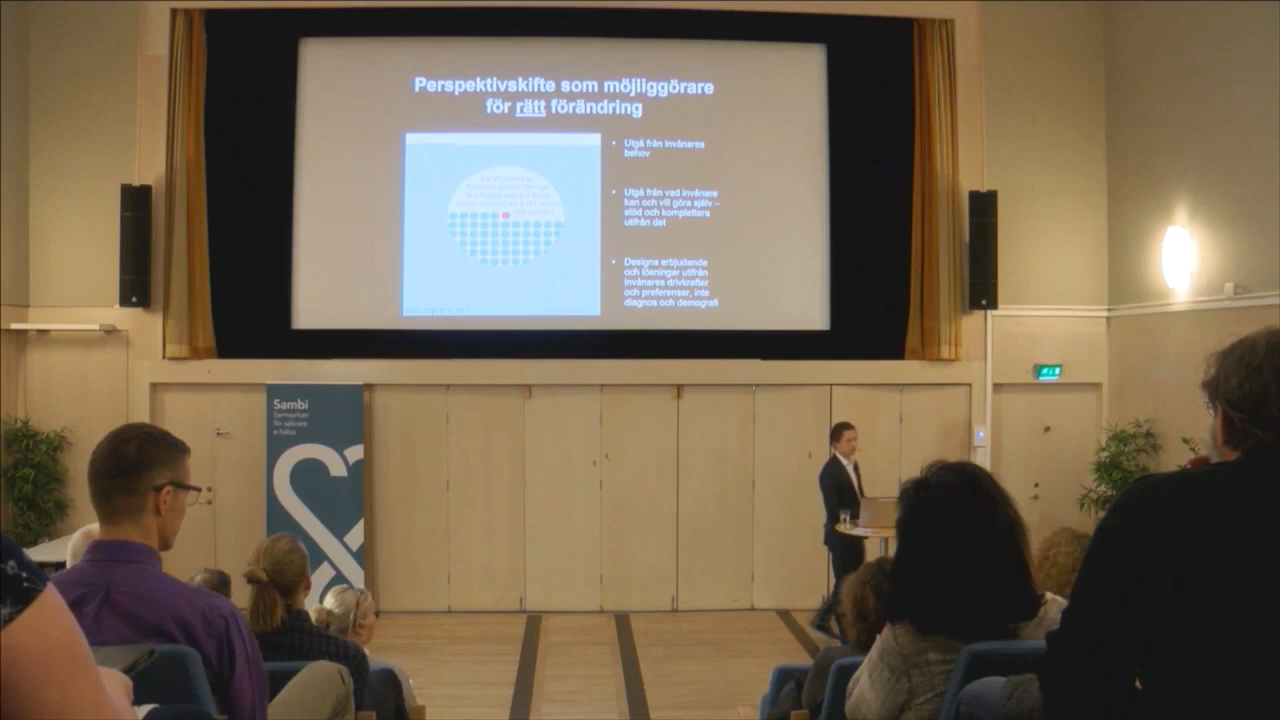 Perspektivskifte som möjliggörare
för rätt förändring
• Utgå från invånares
behov
• Utgå från vad invånare
kan och vill göra själv –
stöd och komplettera
utifrån det
• Designa erbjudande
och lösningar utifrån
invånares drivkrafter
och preferenser, inte
diagnos och demografi
Sambi
Samverkan
för säkrare
e-hälsa